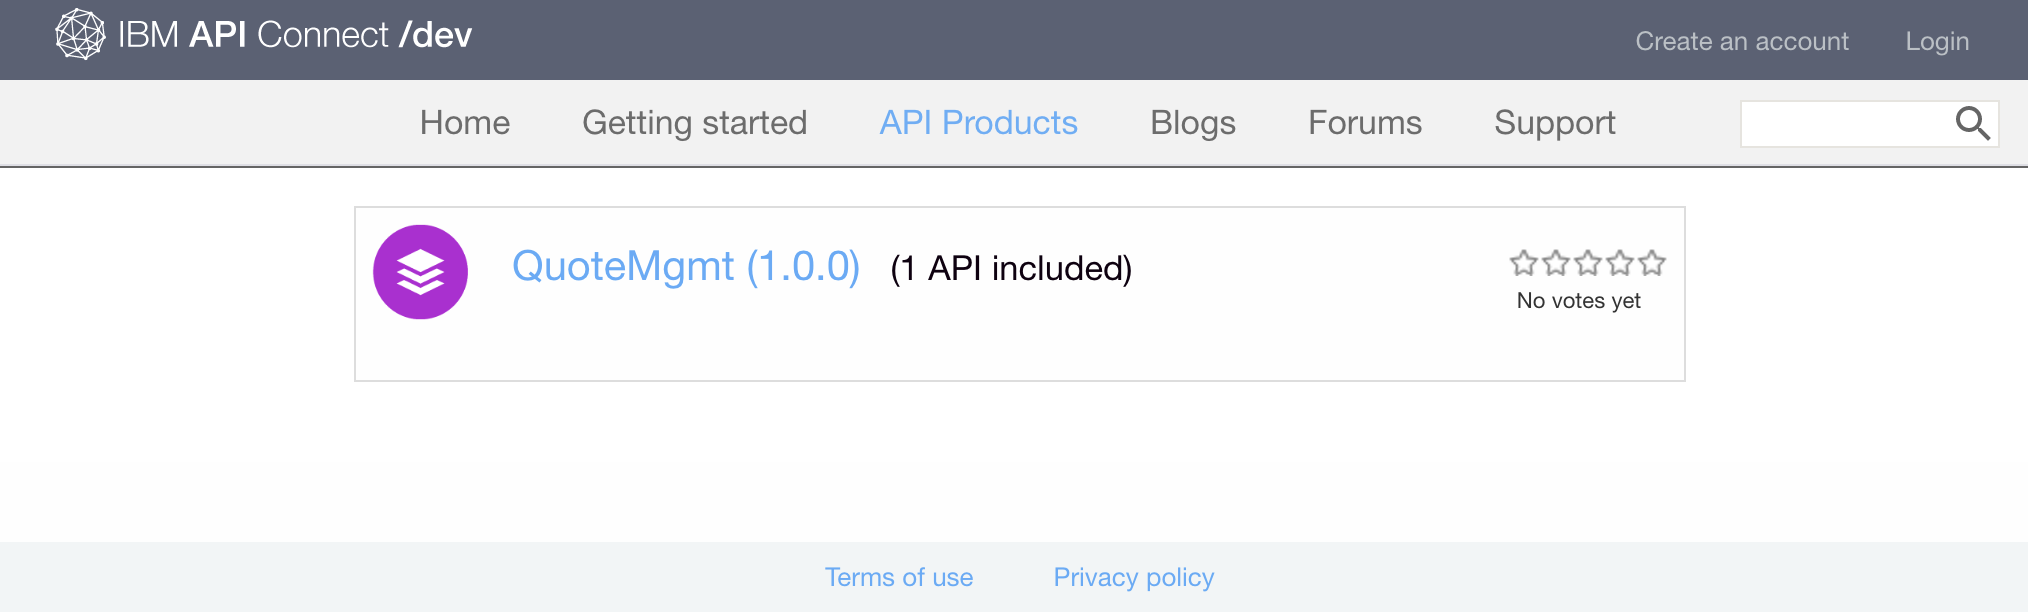 IBM API Connect /dev
Create an account Login
Home Getting started API Products Blogs Forums Support
QuoteMgmt (1.0.0) (1 API included)
No votes yet
Terms of use Privacy policy